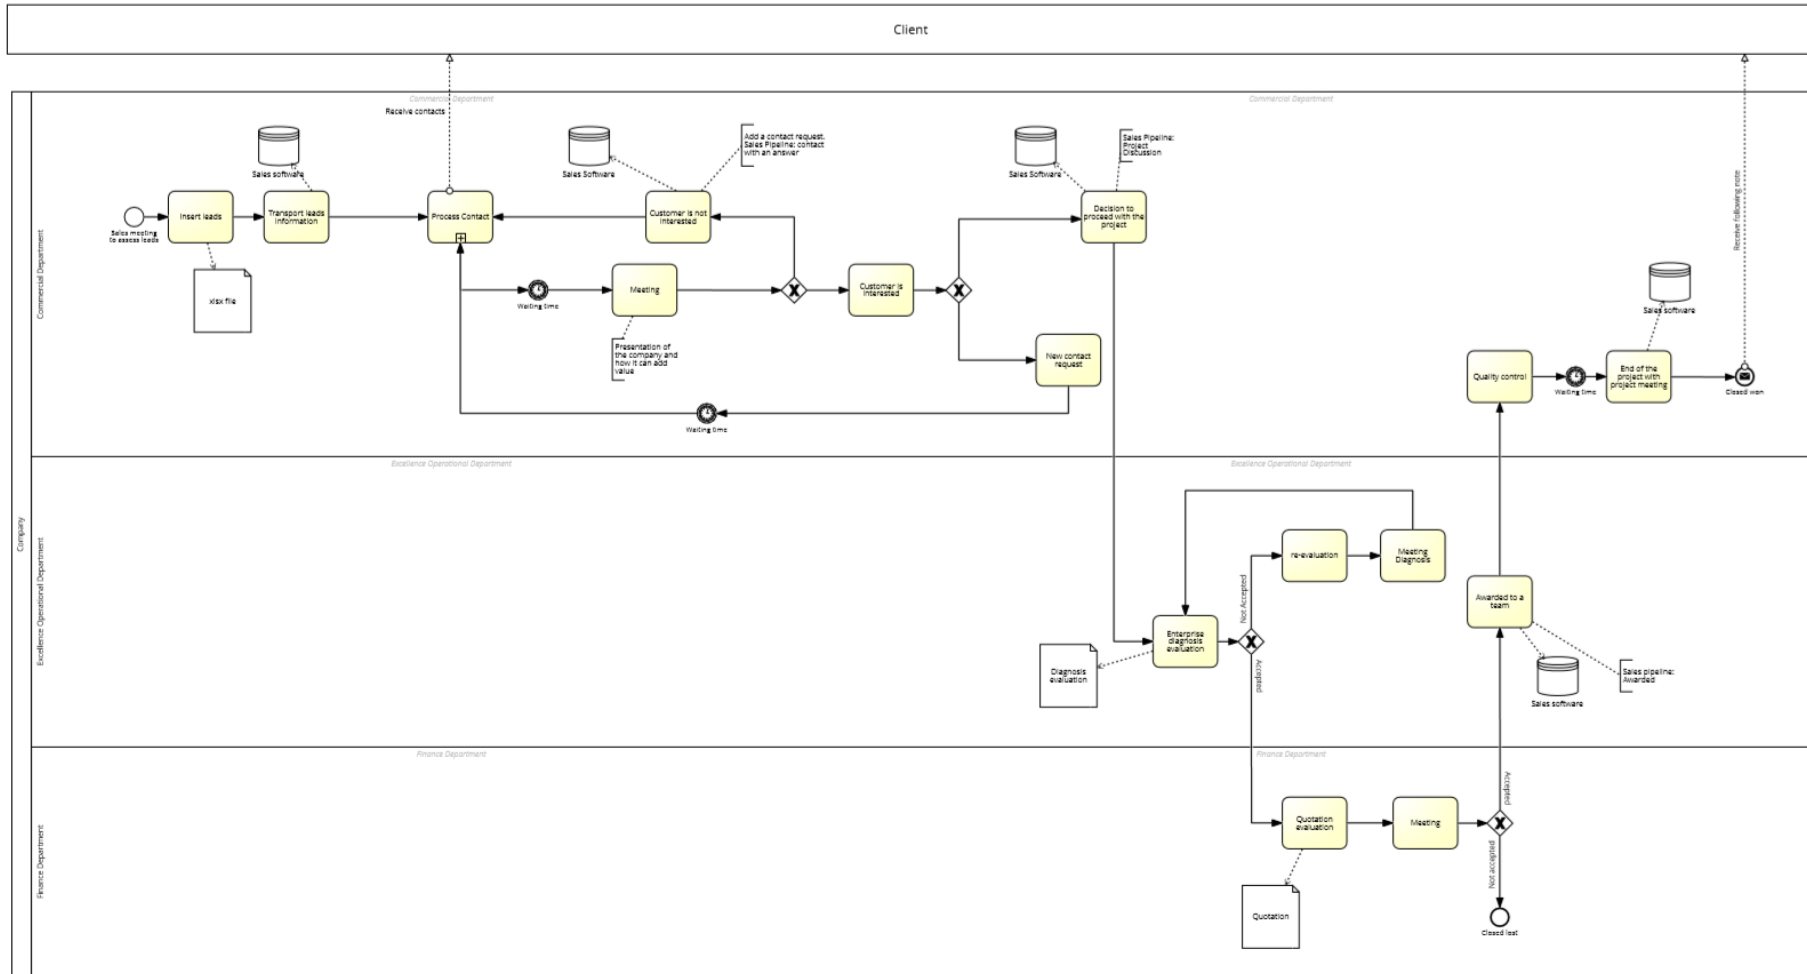 Client
Commercial Department
Commercial Department
Receive contacts
Sales software
Sales Software
Add a contact request.
Sales Pipeline: contact
with an answer
Sales Software
Sales Pipeline:
Project
Discussion
Sales meeting
to assess leads
Insert leads
Transport leads
information
Process Contact
Customer is not
interested
Decision to
proceed with the
project
Receive following note
xlsx file
Waiting time
Meeting
Customer is
interested
Presentation of
the company and
how it can add
value
New contact
request
Waiting time
Sales software
Quality control
Waiting time
End of the
project with
project meeting
Closed won
Commercial Department
Company
Excellence Operational Department
Excellence Operational Department
Excellence Operational Department
re-evaluation
Meeting
Diagnosis
Not Accepted
Enterprise
diagnosis
evaluation
Accepted
Diagnosis
evaluation
Awarded to a
team
Sales software
Sales pipeline:
Awarded
Finance Department
Finance Department
Finance Department
Quotation
evaluation
Meeting
Accepted
Not accepted
Quotation
Closed lost